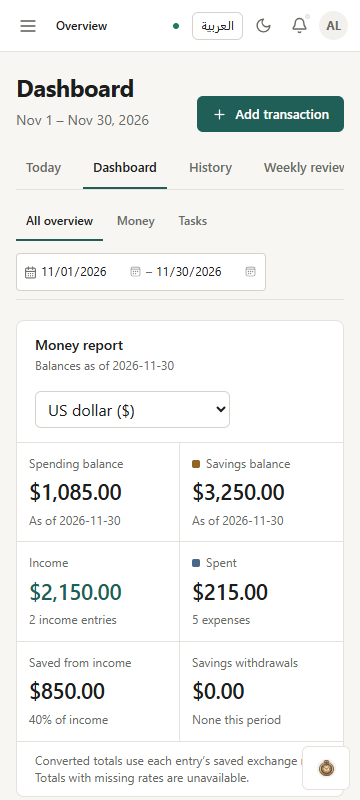 Overview
العربية
AL
Dashboard
Nov 1 – Nov 30, 2026
+ Add transaction
Today Dashboard History Weekly review
All overview Money Tasks
11/01/2026 – 11/30/2026
Money report
Balances as of 2026-11-30
US dollar ($)
Spending balance
$1,085.00
As of 2026-11-30
Savings balance
$3,250.00
As of 2026-11-30
Income
$2,150.00
2 income entries
Spent
$215.00
5 expenses
Saved from income
$850.00
40% of income
Savings withdrawals
$0.00
None this period
Converted totals use each entry's saved exchange
Totals with missing rates are unavailable.